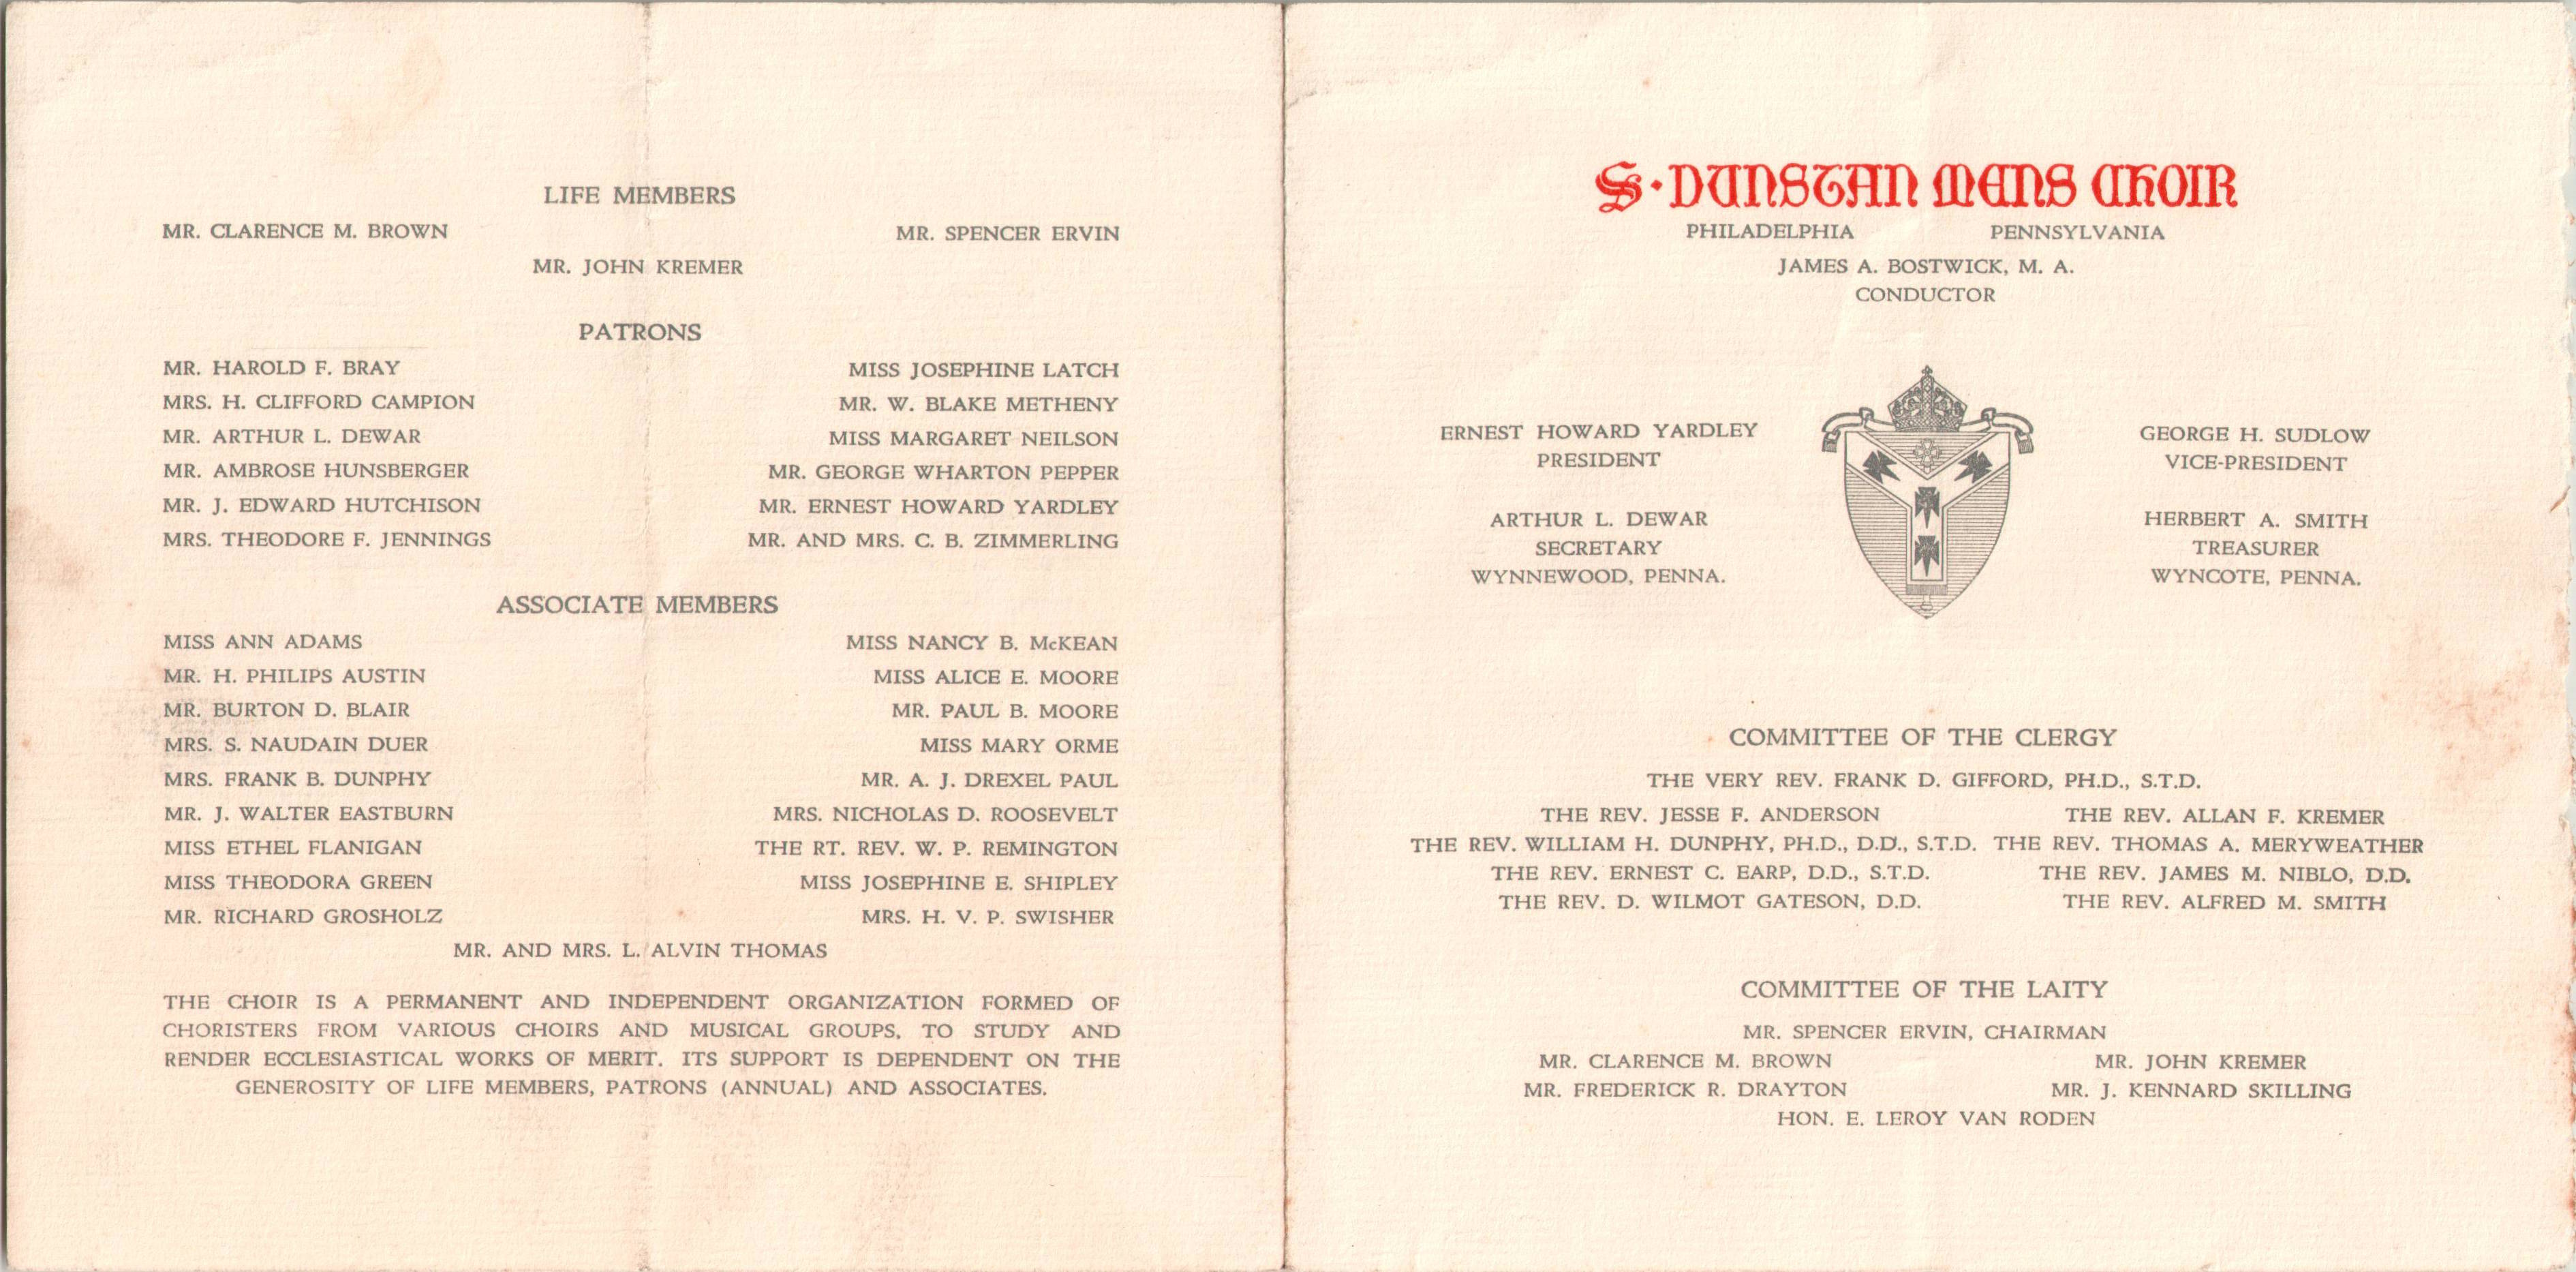 LIFE MEMBERS
MR. CLARENCE M. BROWN MR. SPENCER ERVIN
MR. JOHN KREMER
PATRONS
MR. HAROLD F. BRAY MISS JOSEPHINE LATCH
MRS. H. CLIFFORD CAMPION MR. W. BLAKE METHENY
MR. ARTHUR L. DEWAR MISS MARGARET NEILSON
MR. AMBROSE HUNSBERGER MR. GEORGE WHARTON PEPPER
MR. J. EDWARD HUTCHISON MR. ERNEST HOWARD YARDLEY
MRS. THEODORE F. JENNINGS MR. AND MRS. C. B. ZIMMERLING
ASSOCIATE MEMBERS
MISS ANN ADAMS MISS NANCY B. McKEAN
MR. H. PHILIPS AUSTIN MISS ALICE E. MOORE
MR. BURTON D. BLAIR MR. PAUL B. MOORE
MRS. S. NAUDAIN DUER MISS MARY ORME
MRS. FRANK B. DUNPHY MR. A. J. DREXEL PAUL
MR. J. WALTER EASTBURN MRS. NICHOLAS D. ROOSEVELT
MISS ETHEL FLANIGAN THE RT. REV. W. P. REMINGTON
MISS THEODORA GREEN MISS JOSEPHINE E. SHIPLEY
MR. RICHARD GROSHOLZ MRS. H. V. P. SWISHER
MR. AND MRS. L. ALVIN THOMAS
THE CHOIR IS A PERMANENT AND INDEPENDENT ORGANIZATION FORMED OF
CHORISTERS FROM VARIOUS CHOIRS AND MUSICAL GROUPS, TO STUDY AND
RENDER ECCLESIASTICAL WORKS OF MERIT. ITS SUPPORT IS DEPENDENT ON THE
GENEROSITY OF LIFE MEMBERS, PATRONS (ANNUAL) AND ASSOCIATES.
S·DUNSTAN MENS CHOIR
PHILADELPHIA PENNSYLVANIA
JAMES A. BOSTWICK, M. A.
CONDUCTOR
ERNEST HOWARD YARDLEY
PRESIDENT
ARTHUR L. DEWAR
SECRETARY
WYNNEWOOD, PENNA.
GEORGE H. SUDLOW
VICE-PRESIDENT
HERBERT A. SMITH
TREASURER
WYNCOTE, PENNA.
COMMITTEE OF THE CLERGY
THE VERY REV. FRANK D. GIFFORD, PH.D., S.T.D.
THE REV. JESSE F. ANDERSON THE REV. ALLAN F. KREMER
THE REV. WILLIAM H. DUNPHY, PH.D., D.D., S.T.D. THE REV. THOMAS A. MERYWEATHER
THE REV. ERNEST C. EARP, D.D., S.T.D. THE REV. JAMES M. NIBLO, D.D.
THE REV. D. WILMOT GATESON, D.D. THE REV. ALFRED M. SMITH
COMMITTEE OF THE LAITY
MR. SPENCER ERVIN, CHAIRMAN
MR. CLARENCE M. BROWN MR. JOHN KREMER
MR. FREDERICK R. DRAYTON MR. J. KENNARD SKILLING
HON. E. LEROY VAN RODEN